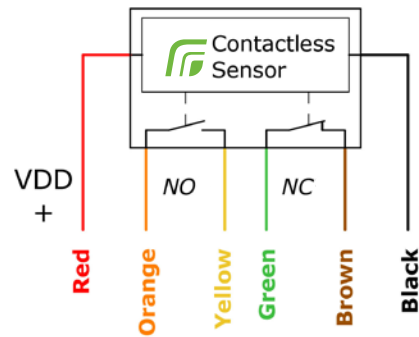 Contactless
Sensor
VDD
+
NO
NC
Red
Orange
Yellow
Green
Brown
Black